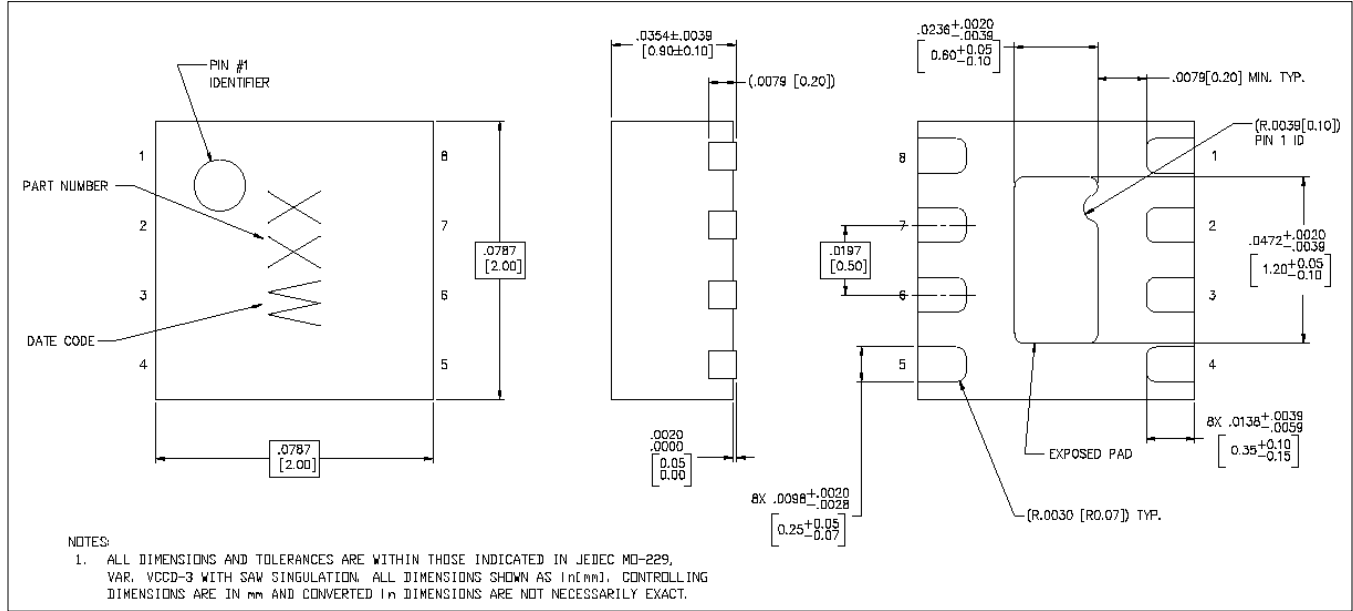 PIN #1
IDENTIFIER
1
2
3
4
8
7
6
5
PART NUMBER
DATE CODE
.0787
[2.00]
.0787
[2.00]
.0354±.0039
[0.90±0.10]
(.0079 [0.20])
.0020
.0000
[0.05
0.00]
.0236+.0020
-.0039
[0.60+0.05
-0.10]
.0079[0.20] MIN. TYP.
(R.0039[0.10])
PIN 1 ID
8
7
6
5
1
2
3
4
.0197
[0.50]
.0472+.0020
-.0039
[1.20+0.05
-0.10]
8X .0138+.0039
-.0059
[0.35+0.10
-0.15]
EXPOSED PAD
8X .0098+.0020
-.0028
[0.25+0.05
-0.07]
(R.0030 [R0.07]) TYP.
NOTES:
1. ALL DIMENSIONS AND TOLERANCES ARE WITHIN THOSE INDICATED IN JEDEC MO-229,
VAR. VCCD-3 WITH SAW SINGULATION. ALL DIMENSIONS SHOWN AS in[mm]. CONTROLLING
DIMENSIONS ARE IN mm AND CONVERTED in DIMENSIONS ARE NOT NECESSARILY EXACT.